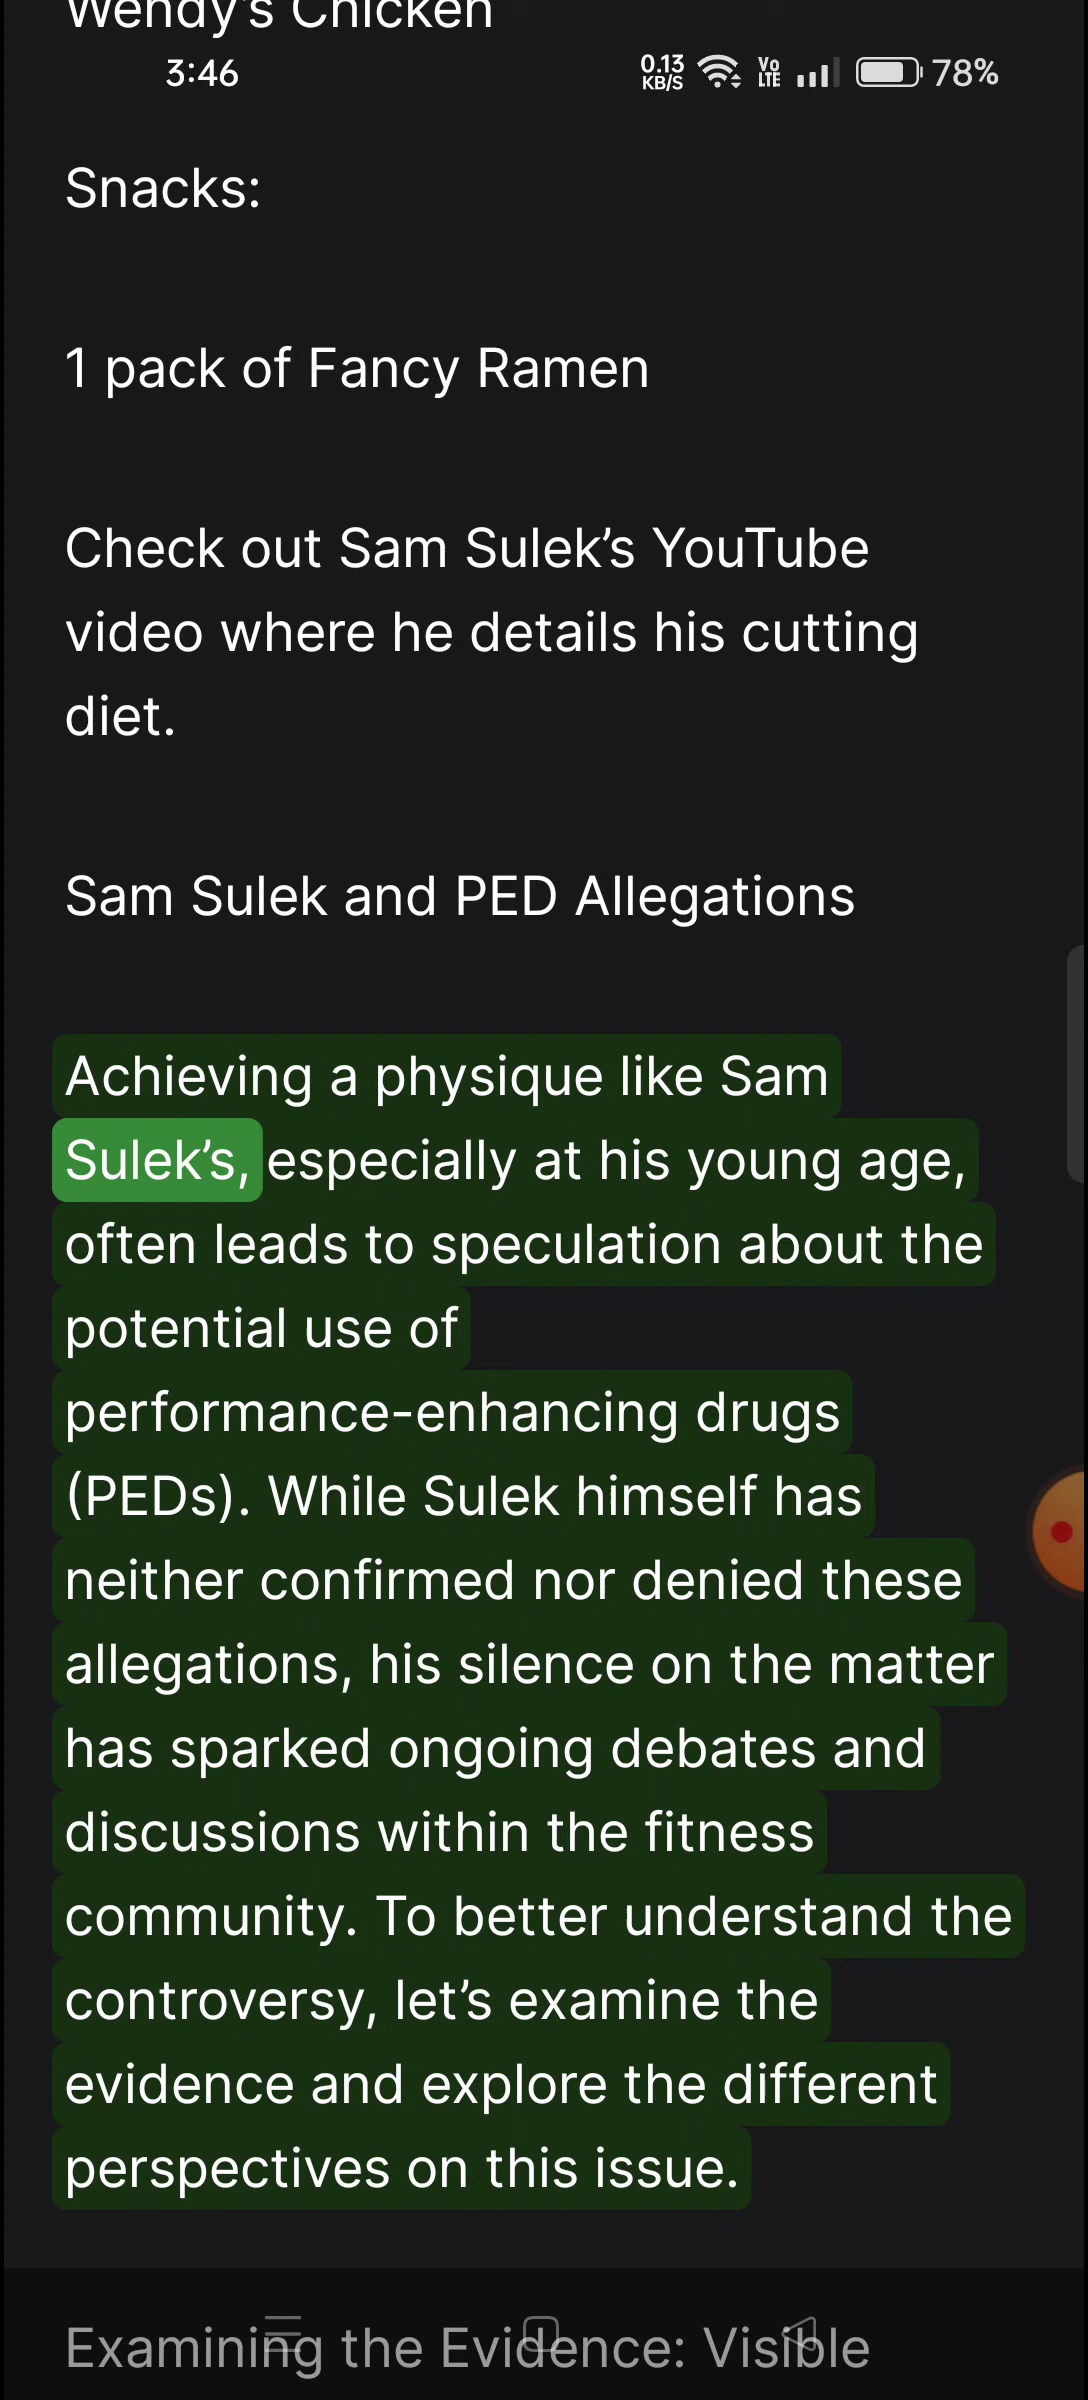 Wendy's Chicken
3:46
0.13
KB/S
Vo
LTE
78%
Snacks:
1 pack of Fancy Ramen
Check out Sam Sulek’s YouTube
video where he details his cutting
diet.
Sam Sulek and PED Allegations
Achieving a physique like Sam
Sulek’s, especially at his young age,
often leads to speculation about the
potential use of
performance-enhancing drugs
(PEDs). While Sulek himself has
neither confirmed nor denied these
allegations, his silence on the matter
has sparked ongoing debates and
discussions within the fitness
community. To better understand the
controversy, let’s examine the
evidence and explore the different
perspectives on this issue.
Examining the Evidence: Visible